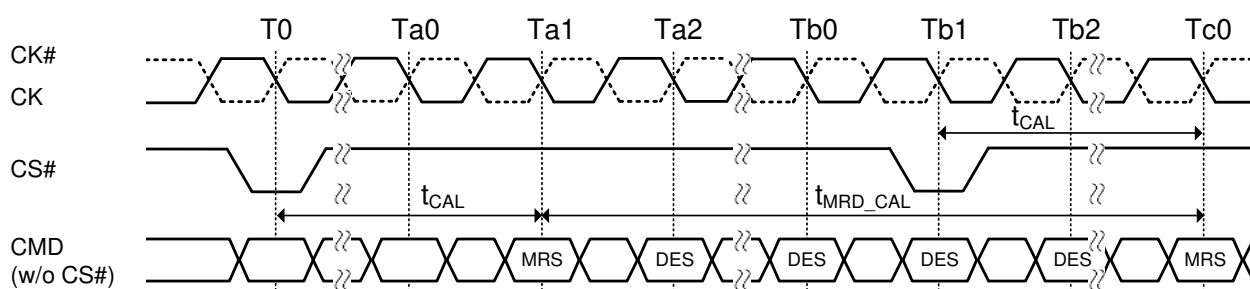 T0 Ta0 Ta1 Ta2 Tb0 Tb1 Tb2 Tc0
CK#
CK
tCAL
CS#
tCAL tMRD_CAL
CMD MRS DES DES DES DES MRS
(w/o CS#)